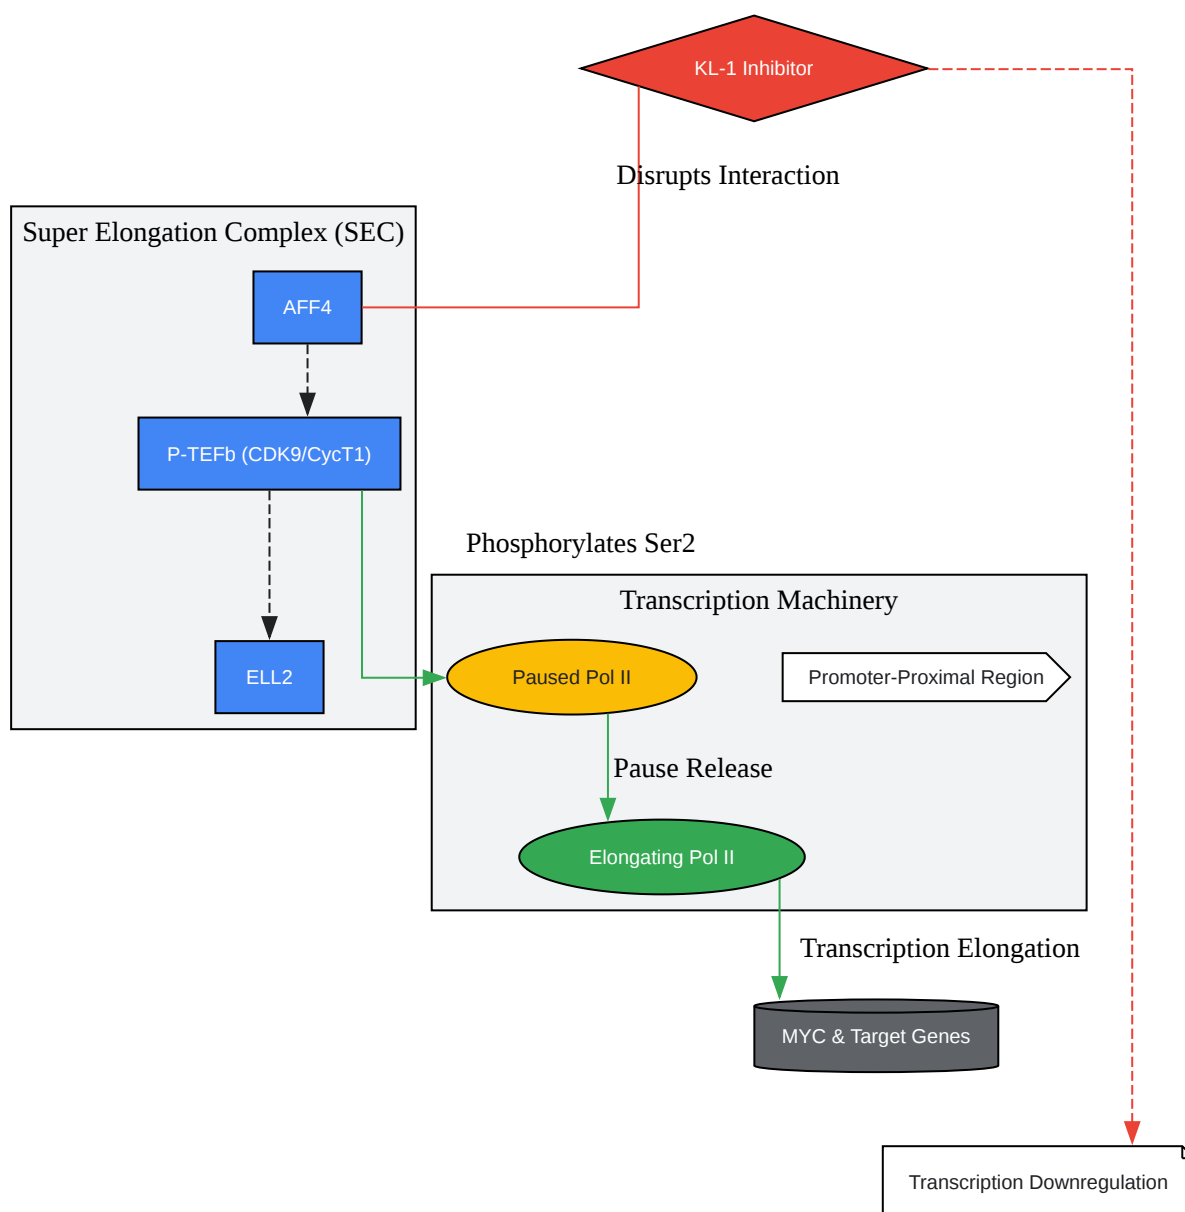 KL-1 Inhibitor
Disrupts Interaction
Super Elongation Complex (SEC)
AFF4
P-TEFb (CDK9/CycT1)
ELL2
Phosphorylates Ser2
Transcription Machinery
Paused Pol II
Promoter-Proximal Region
Pause Release
Elongating Pol II
Transcription Elongation
MYC & Target Genes
Transcription Downregulation